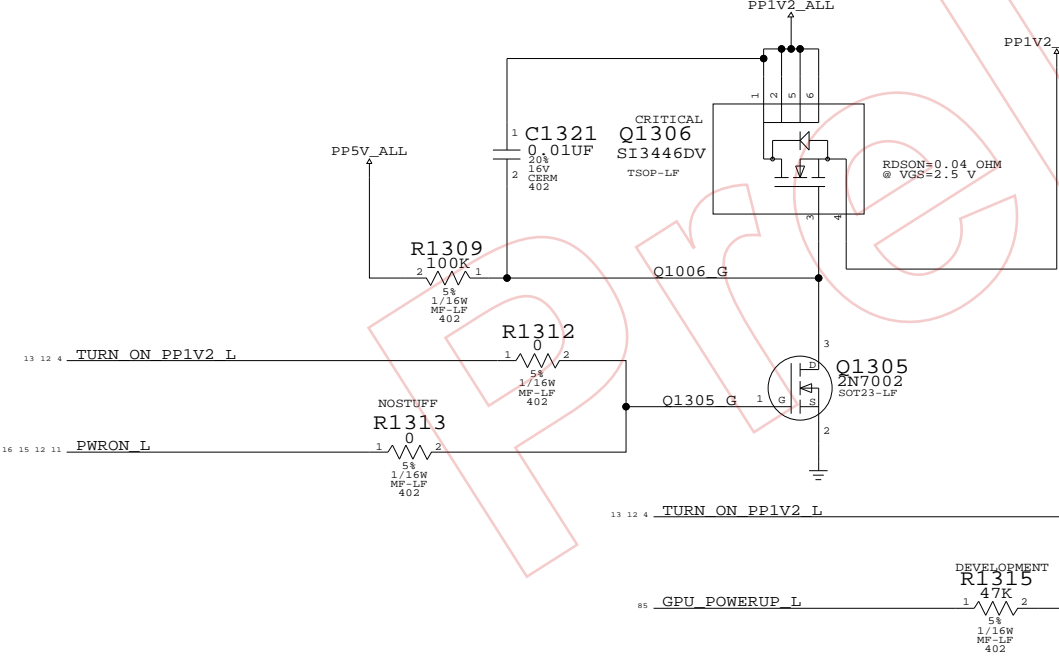 PP1V2_ALL
PP1V2_
1 2 5 6
CRITICAL
1 C1321 Q1306
0.01UF SI3446DV
20%
16V
2 CERM
402
TSOP-LF
PP5V_ALL
RDSON=0.04 OHM
@ VGS=2.5 V
3 4
R1309
100K
2 1
5%
1/16W
MF-LF
402
Q1006_G
R1312
0
13 12 4 TURN_ON_PP1V2_L 1 2
5%
1/16W
MF-LF
402
3
D Q1305
2N7002
SOT23-LF
Q1305_G 1 G S
2
NOSTUFF
R1313
0
16 15 12 11 PWRON_L 1 2
5%
1/16W
MF-LF
402
13 12 4 TURN_ON_PP1V2_L
DEVELOPMENT
R1315
47K
85 GPU_POWERUP_L 1 2
5%
1/16W
MF-LF
402
Prel